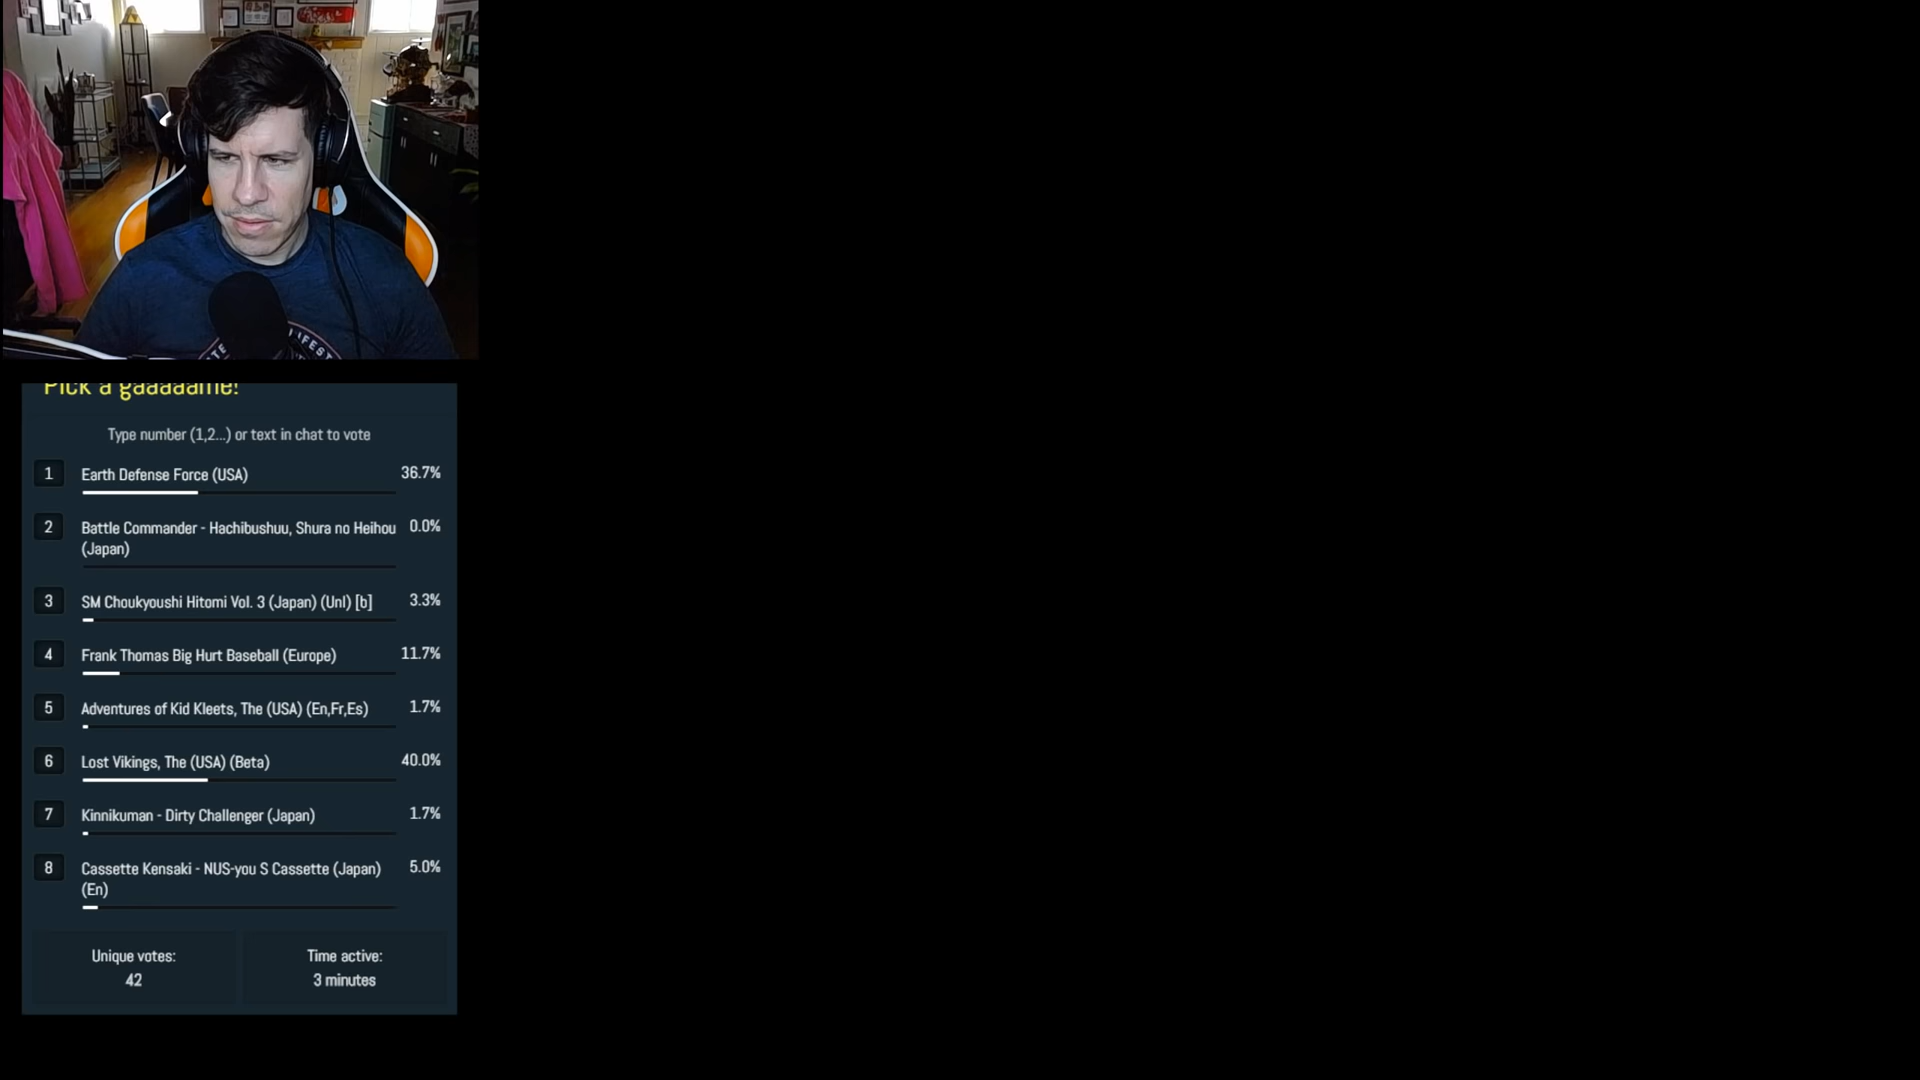 Pick a gaaaaame!
Type number (1,2...) or text in chat to vote
1 Earth Defense Force (USA) 36.7%
2 Battle Commander - Hachibushuu, Shura no Heihou 0.0%
(Japan)
3 SM Choukyoushi Hitomi Vol. 3 (Japan) (Unl) [b] 3.3%
4 Frank Thomas Big Hurt Baseball (Europe) 11.7%
5 Adventures of Kid Kleets, The (USA) (En,Fr,Es) 1.7%
6 Lost Vikings, The (USA) (Beta) 40.0%
7 Kinnikuman - Dirty Challenger (Japan) 1.7%
8 Cassette Kensaki - NUS-you S Cassette (Japan) 5.0%
(En)
Unique votes: Time active:
42 3 minutes